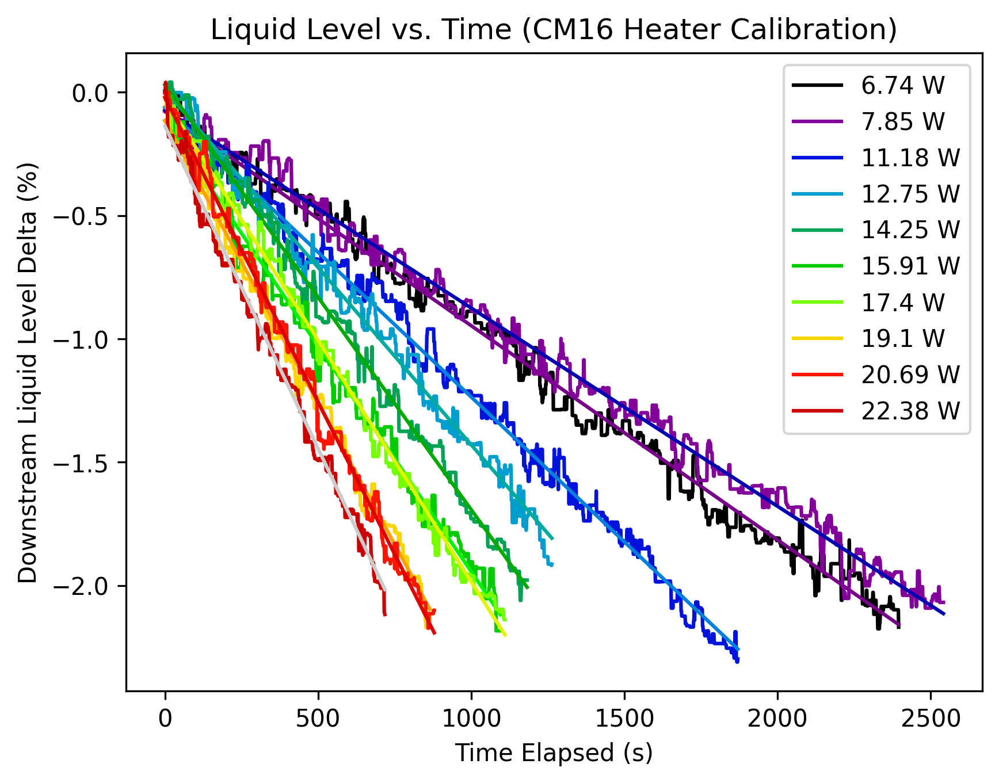 Liquid Level vs. Time (CM16 Heater Calibration)
Downstream Liquid Level Delta (%)
0.0
−0.5
−1.0
−1.5
−2.0
6.74 W
7.85 W
11.18 W
12.75 W
14.25 W
15.91 W
17.4 W
19.1 W
20.69 W
22.38 W
0 500 1000 1500 2000 2500
Time Elapsed (s)